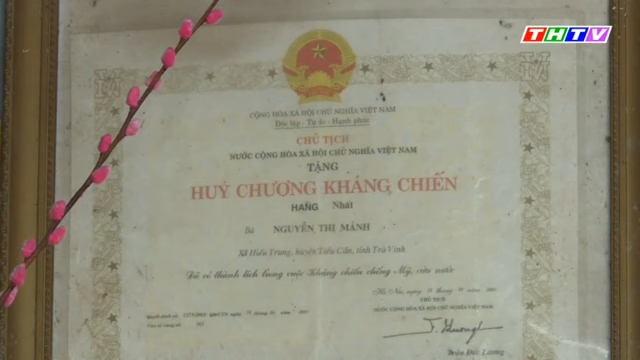 THTV
CỘNG HÒA XÃ HỘI CHỦ NGHĨA VIỆT NAM
Độc lập - Tự do - Hạnh phúc
CHỦ TỊCH
NƯỚC CỘNG HÒA XÃ HỘI CHỦ NGHĨA VIỆT NAM
TẶNG
HUÝ CHƯƠNG KHÁNG CHIẾN
HẠNG Nhất
Bà NGUYỄN THỊ MẢNH
Xã Hiếu Trung, huyện Tiểu Cần, tỉnh Trà Vinh
Đã có thành tích trong cuộc Kháng chiến chống Mỹ, cứu nước
Hà Nội, ngày
CHỦ TỊCH
NƯỚC CỘNG HÒA XÃ HỘI CHỦ NGHĨA VIỆT NAM
Trần Đức Lương